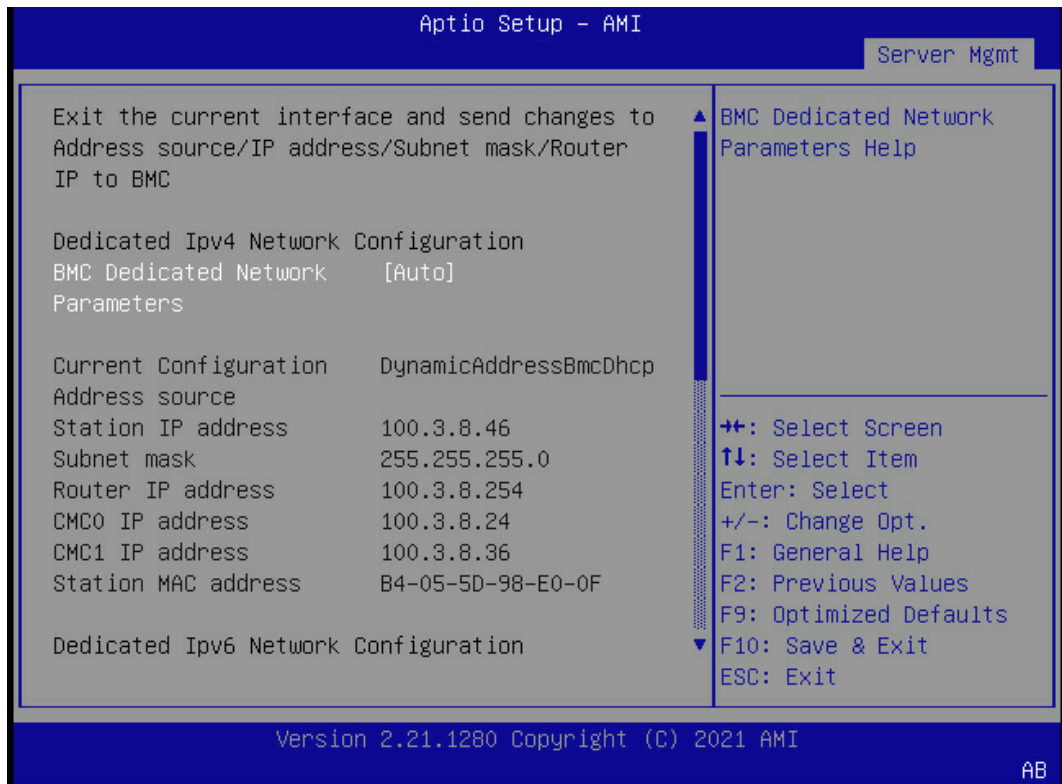 Aptio Setup – AMI
Server Mgmt
Exit the current interface and send changes to
Address source/IP address/Subnet mask/Router
IP to BMC
Dedicated Ipv4 Network Configuration
BMC Dedicated Network [Auto]
Parameters
Current Configuration DynamicAddressBmcDhcp
Address source
Station IP address 100.3.8.46
Subnet mask 255.255.255.0
Router IP address 100.3.8.254
CMC0 IP address 100.3.8.24
CMC1 IP address 100.3.8.36
Station MAC address B4-05-5D-98-E0-0F
Dedicated Ipv6 Network Configuration
BMC Dedicated Network
Parameters Help
→←: Select Screen
↑↓: Select Item
Enter: Select
+/-: Change Opt.
F1: General Help
F2: Previous Values
F9: Optimized Defaults
F10: Save & Exit
ESC: Exit
Version 2.21.1280 Copyright (C) 2021 AMI
AB